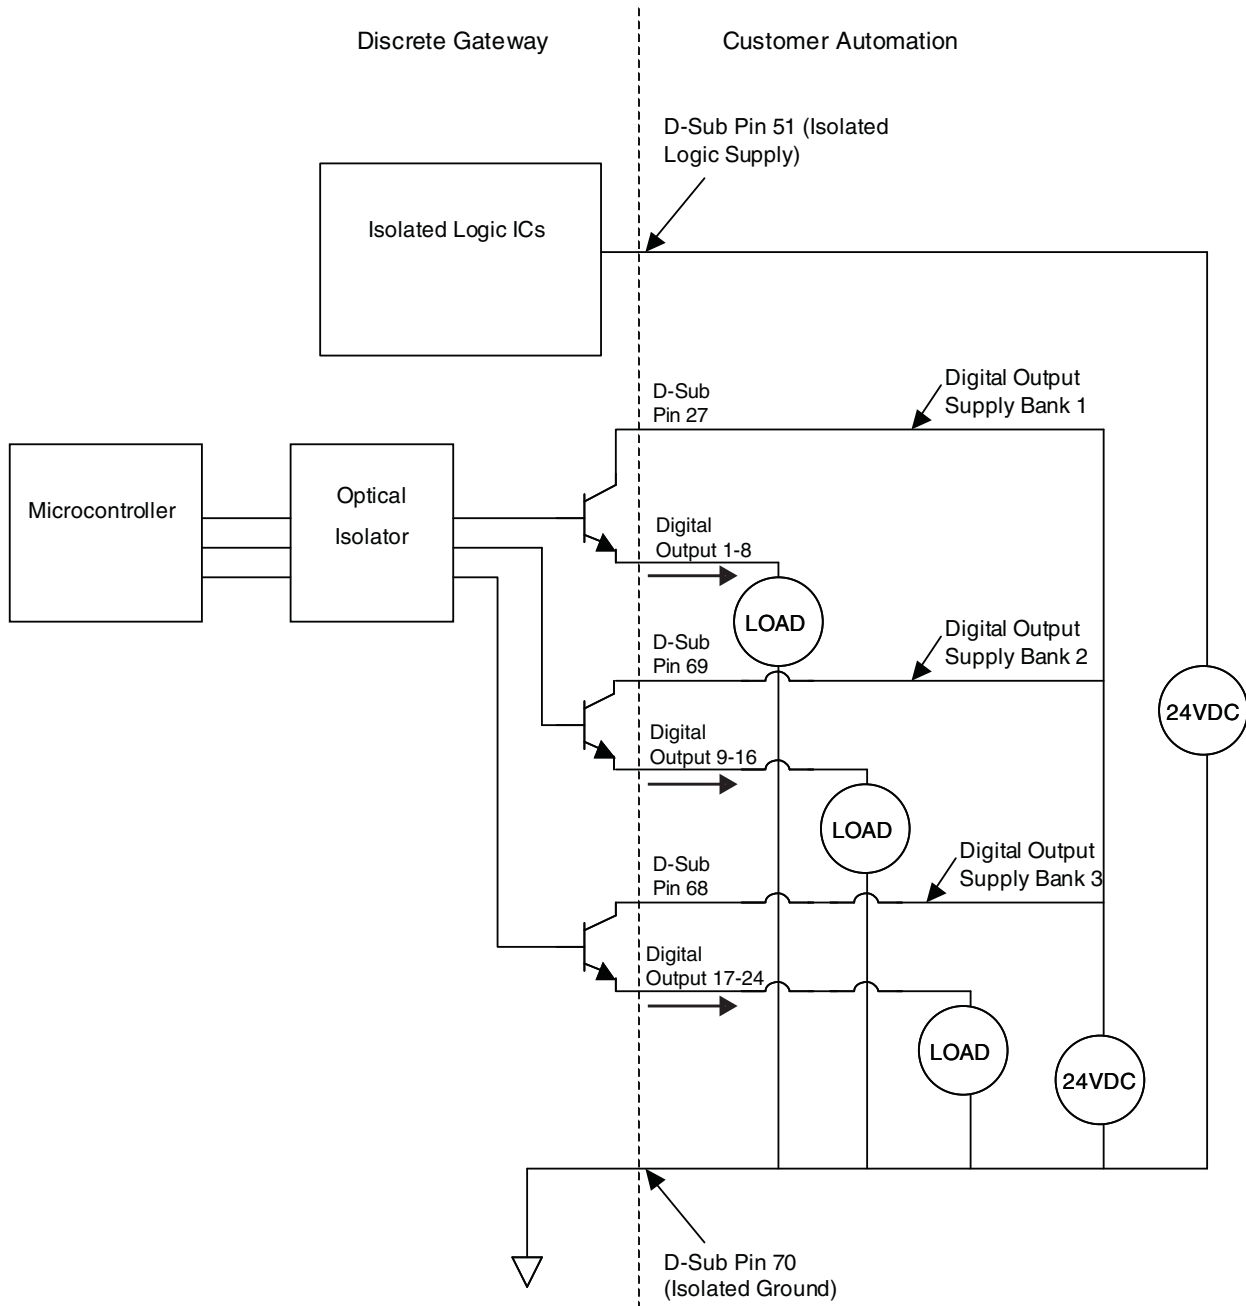 Discrete Gateway
Customer Automation
D-Sub Pin 51 (Isolated
Logic Supply)
Isolated Logic ICs
D-Sub
Pin 27
Digital Output
Supply Bank 1
Microcontroller
Optical
Isolator
Digital
Output 1-8
LOAD
D-Sub
Pin 69
Digital Output
Supply Bank 2
24VDC
Digital
Output 9-16
LOAD
D-Sub
Pin 68
Digital Output
Supply Bank 3
Digital
Output 17-24
LOAD
24VDC
D-Sub Pin 70
(Isolated Ground)